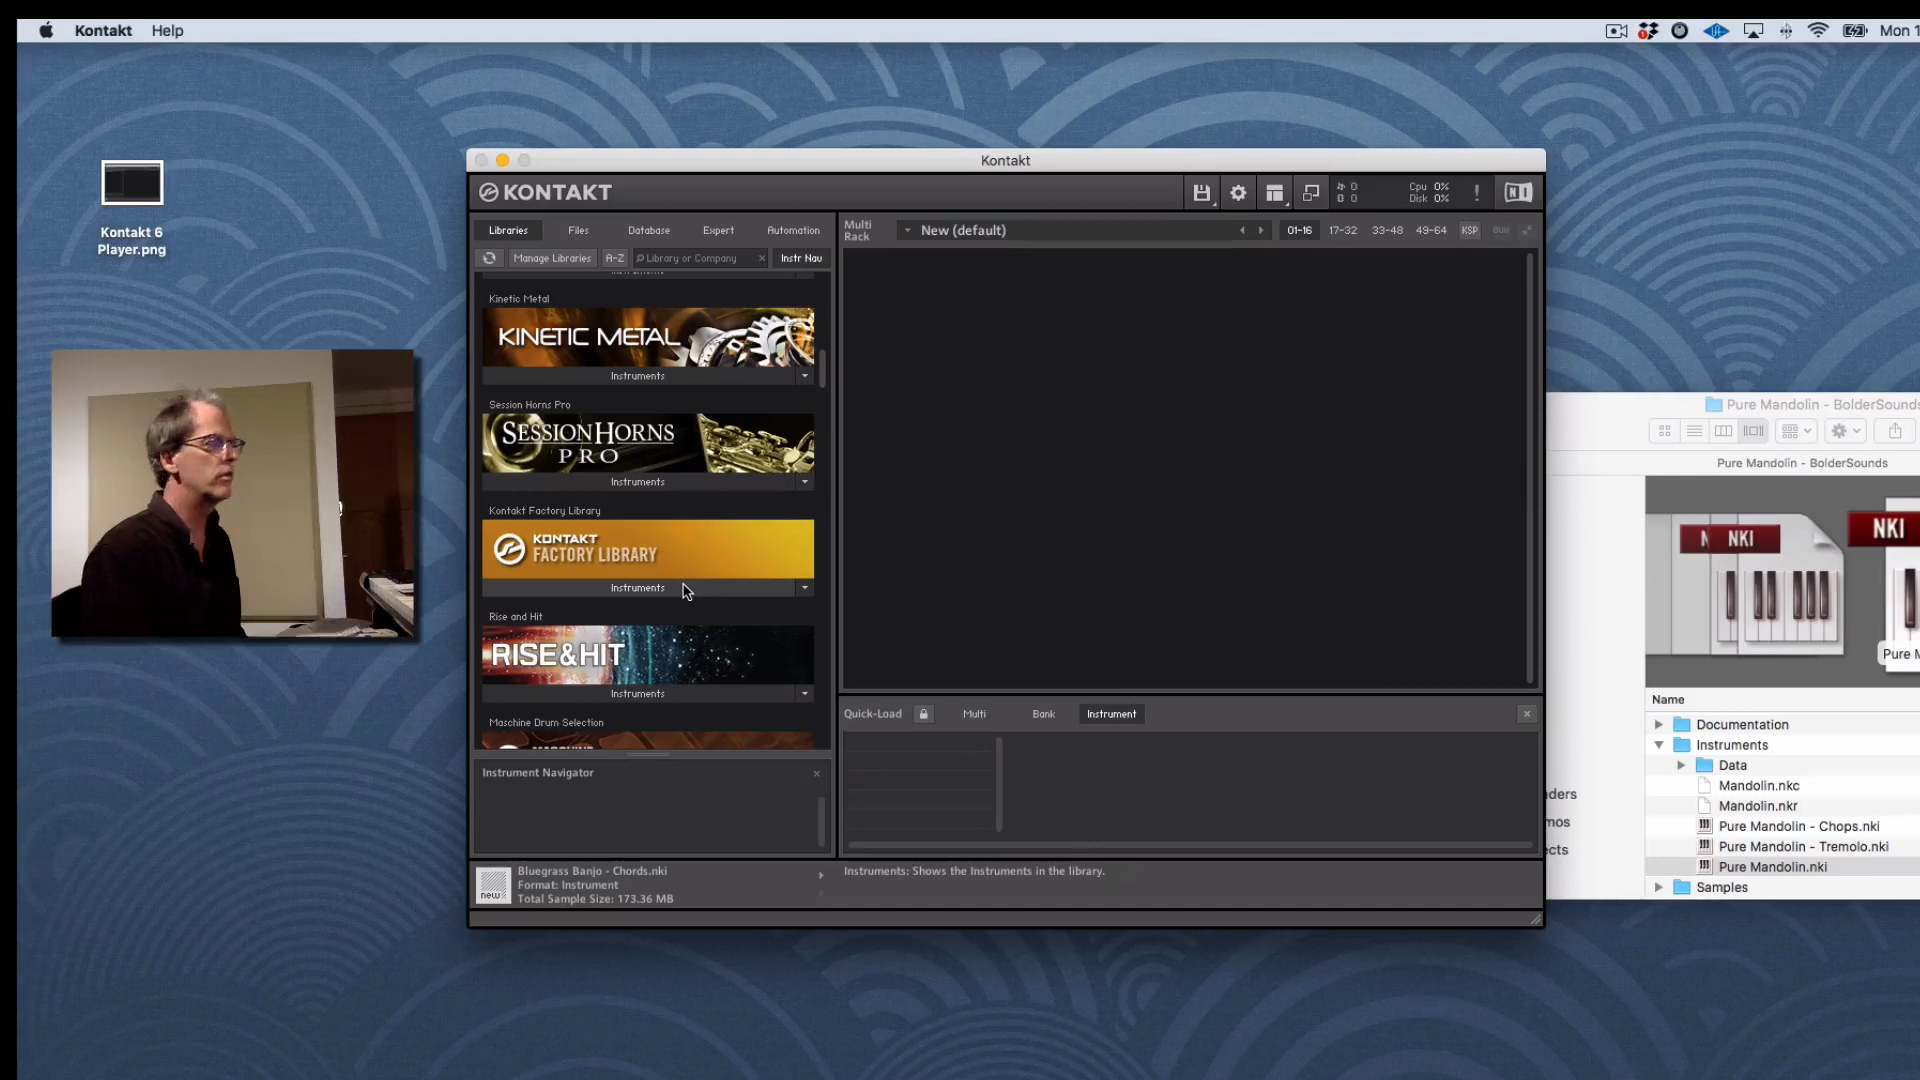 Kontakt Help
Mon 1
Kontakt 6
Player.png
Kontakt
KONTAKT
0
0
Cpu 0%
Disk 0%
!
NI
Libraries Files Database Expert Automation
Manage Libraries A-Z Library or Company × Instr Nav
Multi
Rack
New (default)
01-16 17-32 33-48 49-64 KSP
Kinetic Metal
KINETIC METAL
Instruments
Session Horns Pro
SESSIONHORNS
PRO
Instruments
Kontakt Factory Library
KONTAKT
FACTORY LIBRARY
Instruments
Rise and Hit
RISE&HIT
Instruments
Maschine Drum Selection
Quick-Load Multi Bank Instrument ×
Instrument Navigator ×
new
Bluegrass Banjo - Chords.nki
Format: Instrument
Total Sample Size: 173.36 MB
Instruments: Shows the Instruments in the library.
Pure Mandolin - BolderSounds
Pure Mandolin - BolderSounds
NKI
NKI
Pure M
Name
Documentation
Instruments
Data
Mandolin.nkc
Mandolin.nkr
Pure Mandolin - Chops.nki
Pure Mandolin - Tremolo.nki
Pure Mandolin.nki
Samples